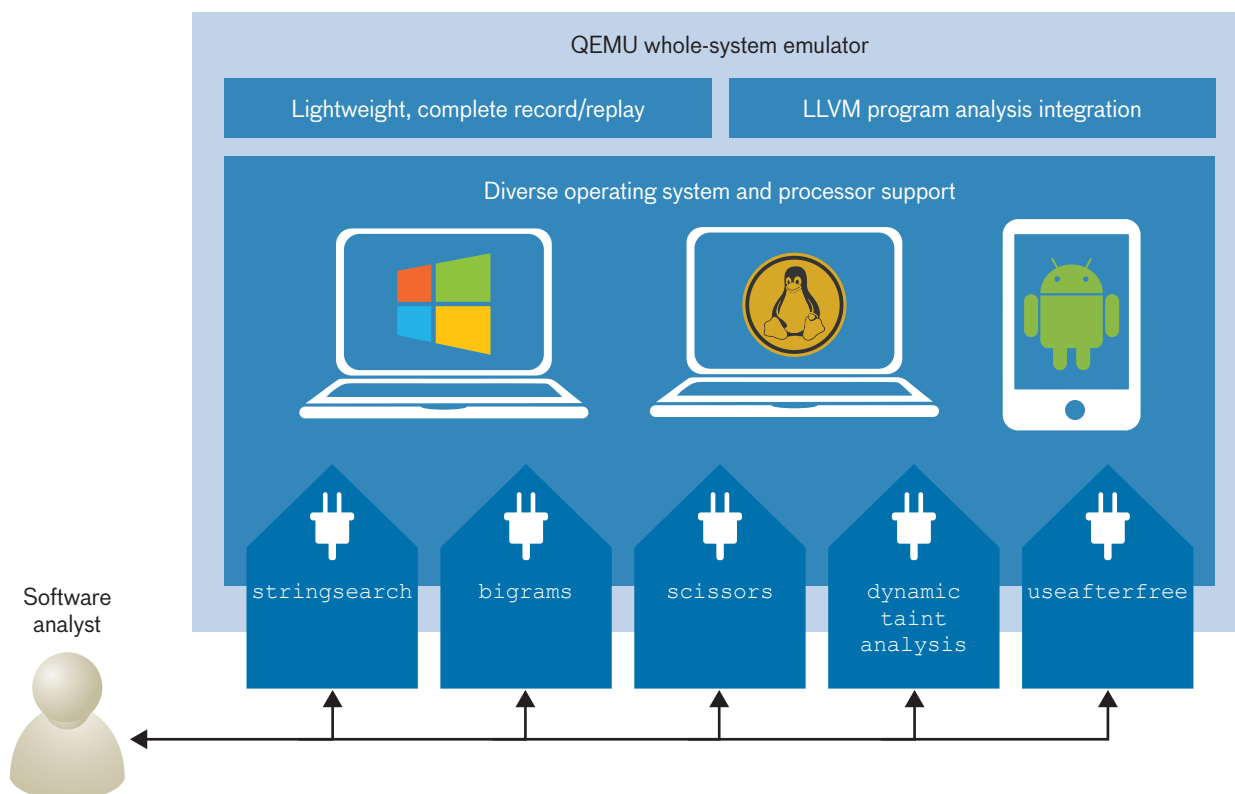 QEMU whole-system emulator
Lightweight, complete record/replay
LLVM program analysis integration
Diverse operating system and processor support
stringsearch
bigrams
scissors
dynamic
taint
analysis
useafterfree
Software
analyst